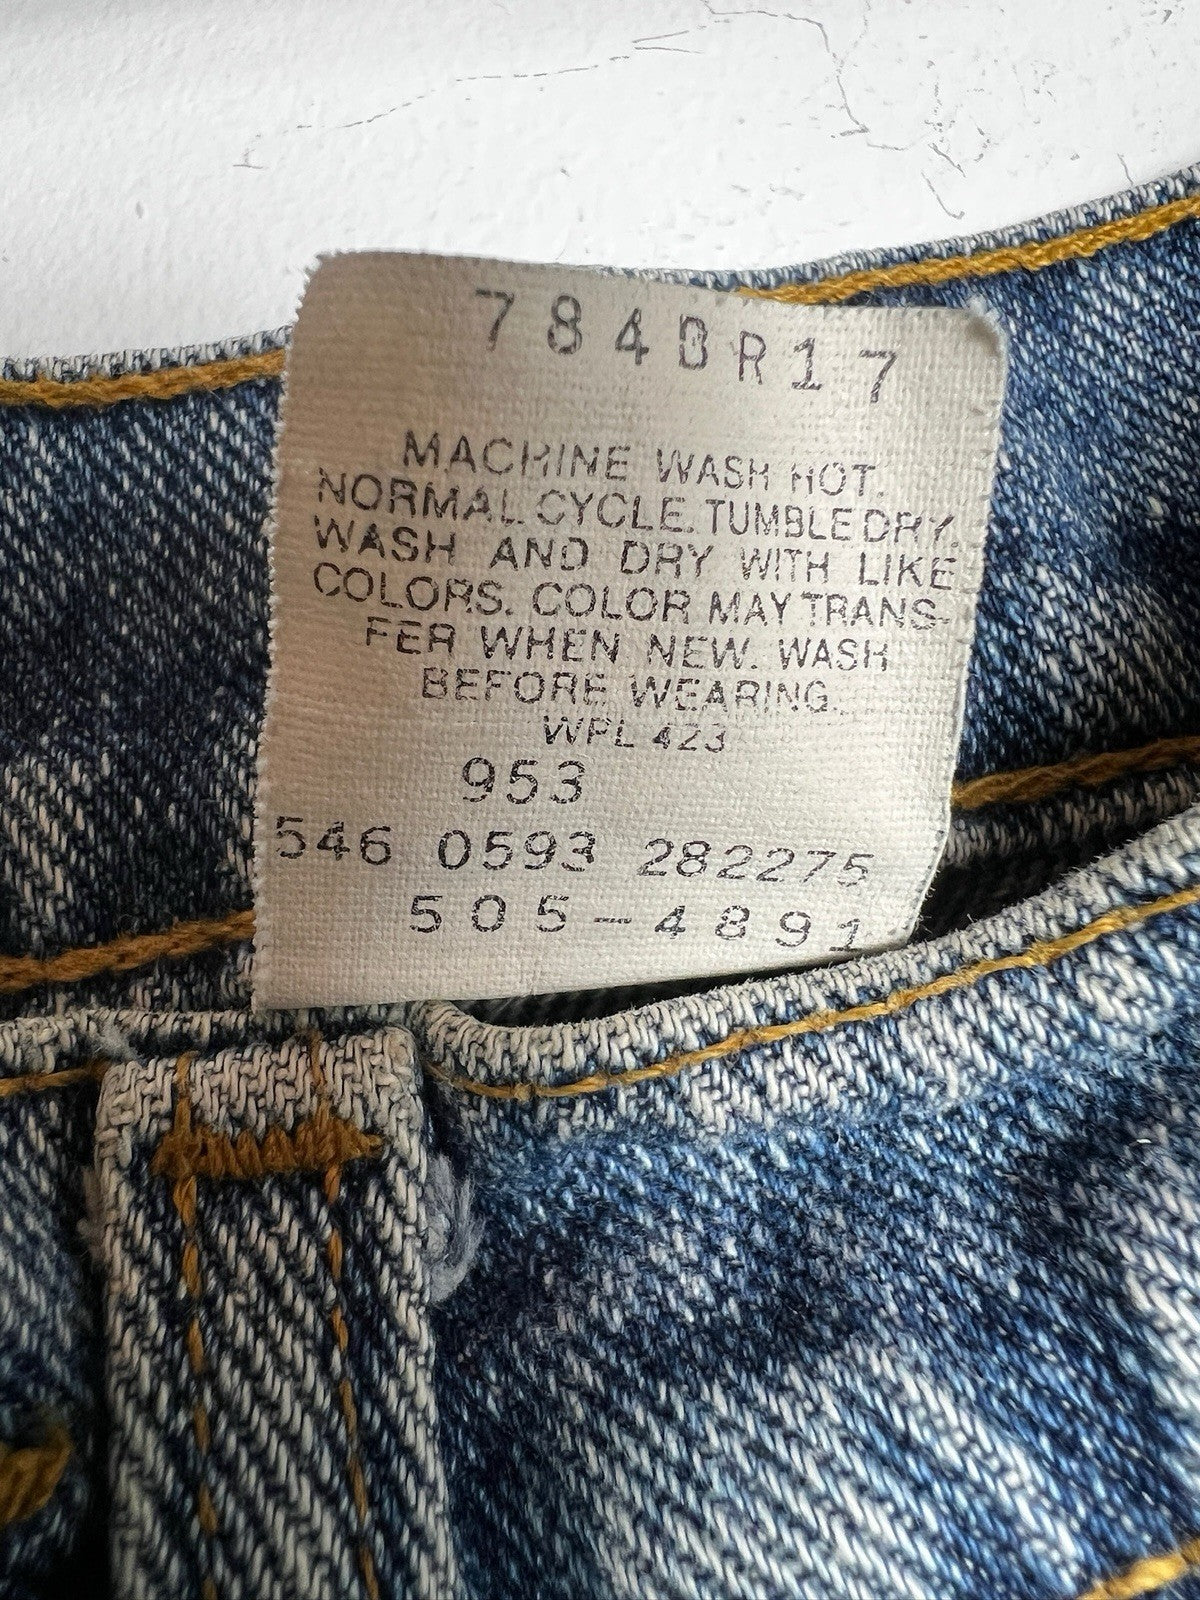 7840R17
MACHINE WASH HOT.
NORMAL CYCLE. TUMBLE DRY.
WASH AND DRY WITH LIKE
COLORS. COLOR MAY TRANS-
FER WHEN NEW. WASH
BEFORE WEARING.
WPL 423
953
546 0593 282275
505-4891